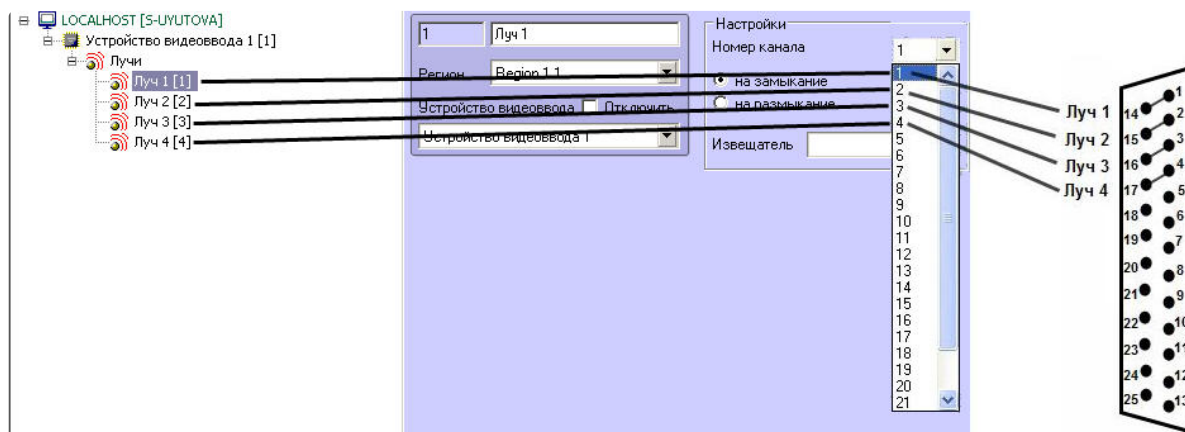 LOCALHOST [S-UYUTOVA]
Устройство видеоввода 1 [1]
Лучи
Луч 1 [1]
Луч 2 [2]
Луч 3 [3]
Луч 4 [4]
1 Луч 1
Регион Region 1.1
Устройство видеоввода Отключить
Устройство видеоввода 1
Настройки
Номер канала 1
на замыкание
на размыкание
Извещатель
1
2
3
4
5
6
7
8
9
10
11
12
13
14
15
16
17
18
19
20
21
Луч 1
Луч 2
Луч 3
Луч 4
14 1
15 2
16 3
17 4
18 5
19 6
20 7
21 8
22 9
23 10
24 11
25 12
13